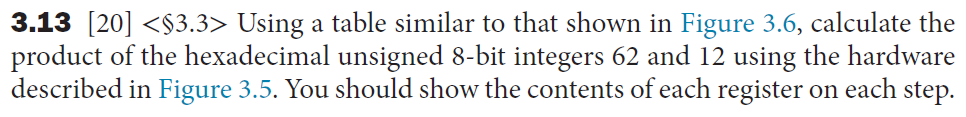 3.13 [20] <§3.3> Using a table similar to that shown in Figure 3.6, calculate the
product of the hexadecimal unsigned 8-bit integers 62 and 12 using the hardware
described in Figure 3.5. You should show the contents of each register on each step.